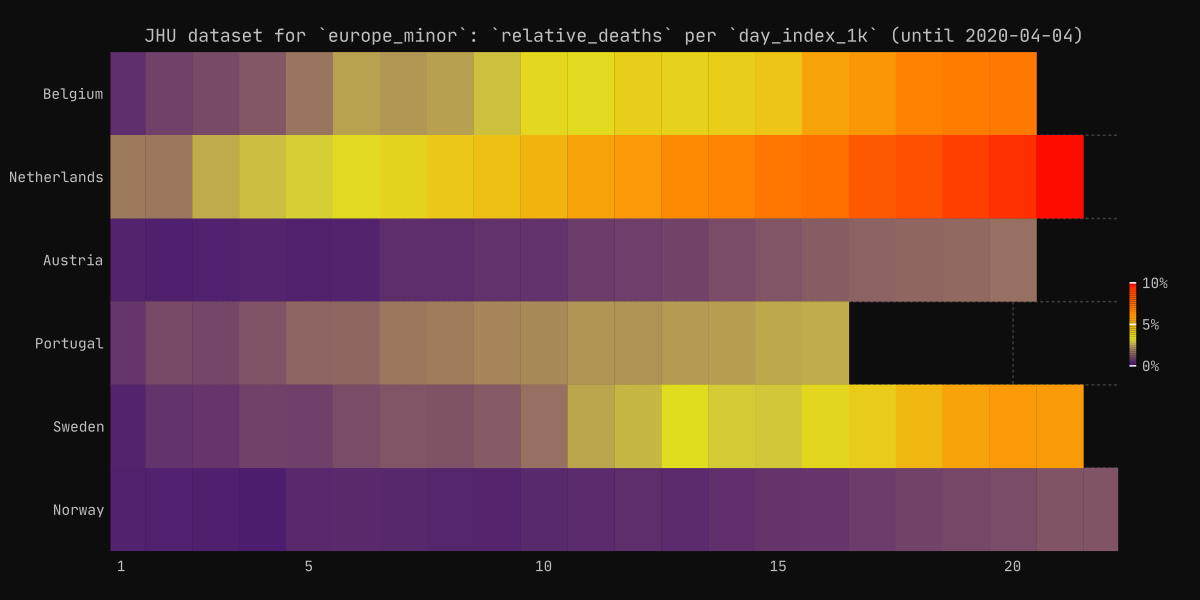 JHU dataset for `europe_minor`: `relative_deaths` per `day_index_1k` (until 2020-04-04)
Belgium
Netherlands
Austria
Portugal
Sweden
Norway
10%
5%
0%
1 5 10 15 20